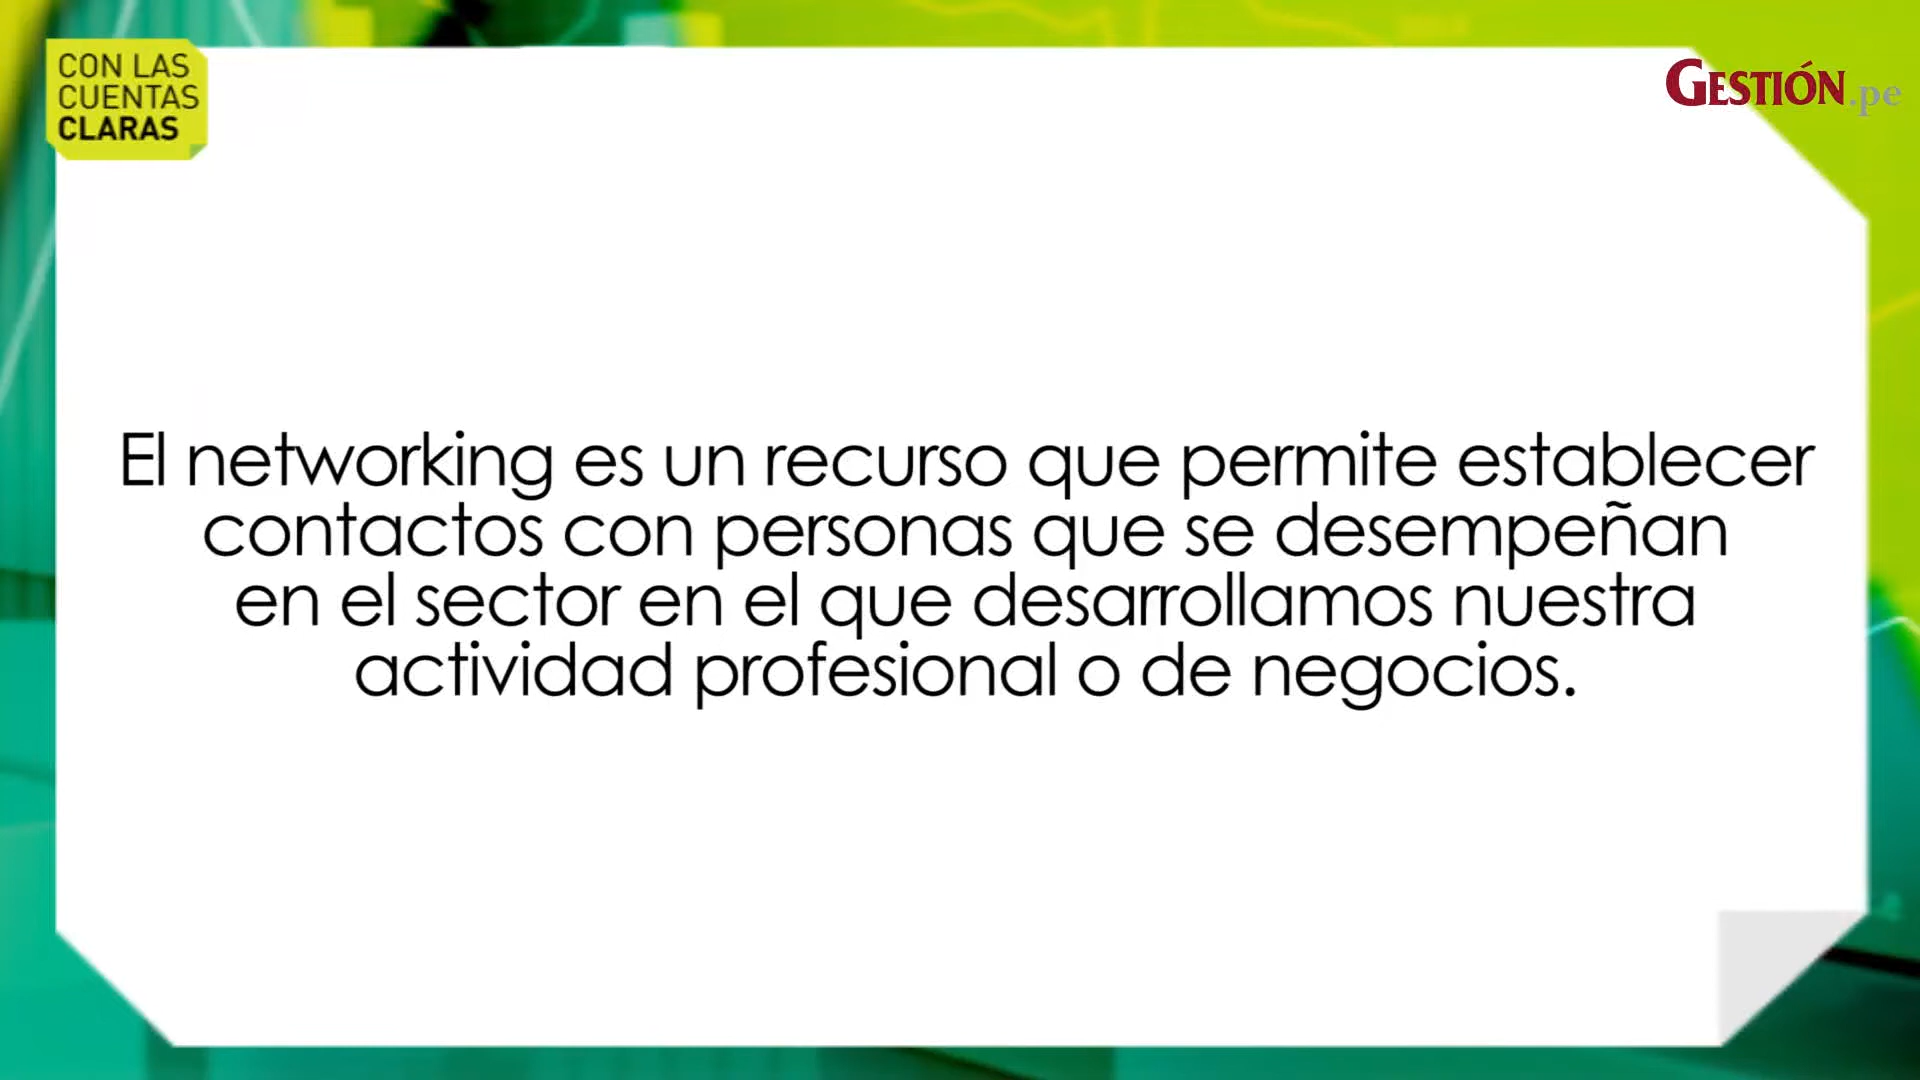 CON LAS
CUENTAS
CLARAS
GESTIÓN.pe
El networking es un recurso que permite establecer
contactos con personas que se desempeñan
en el sector en el que desarrollamos nuestra
actividad profesional o de negocios.